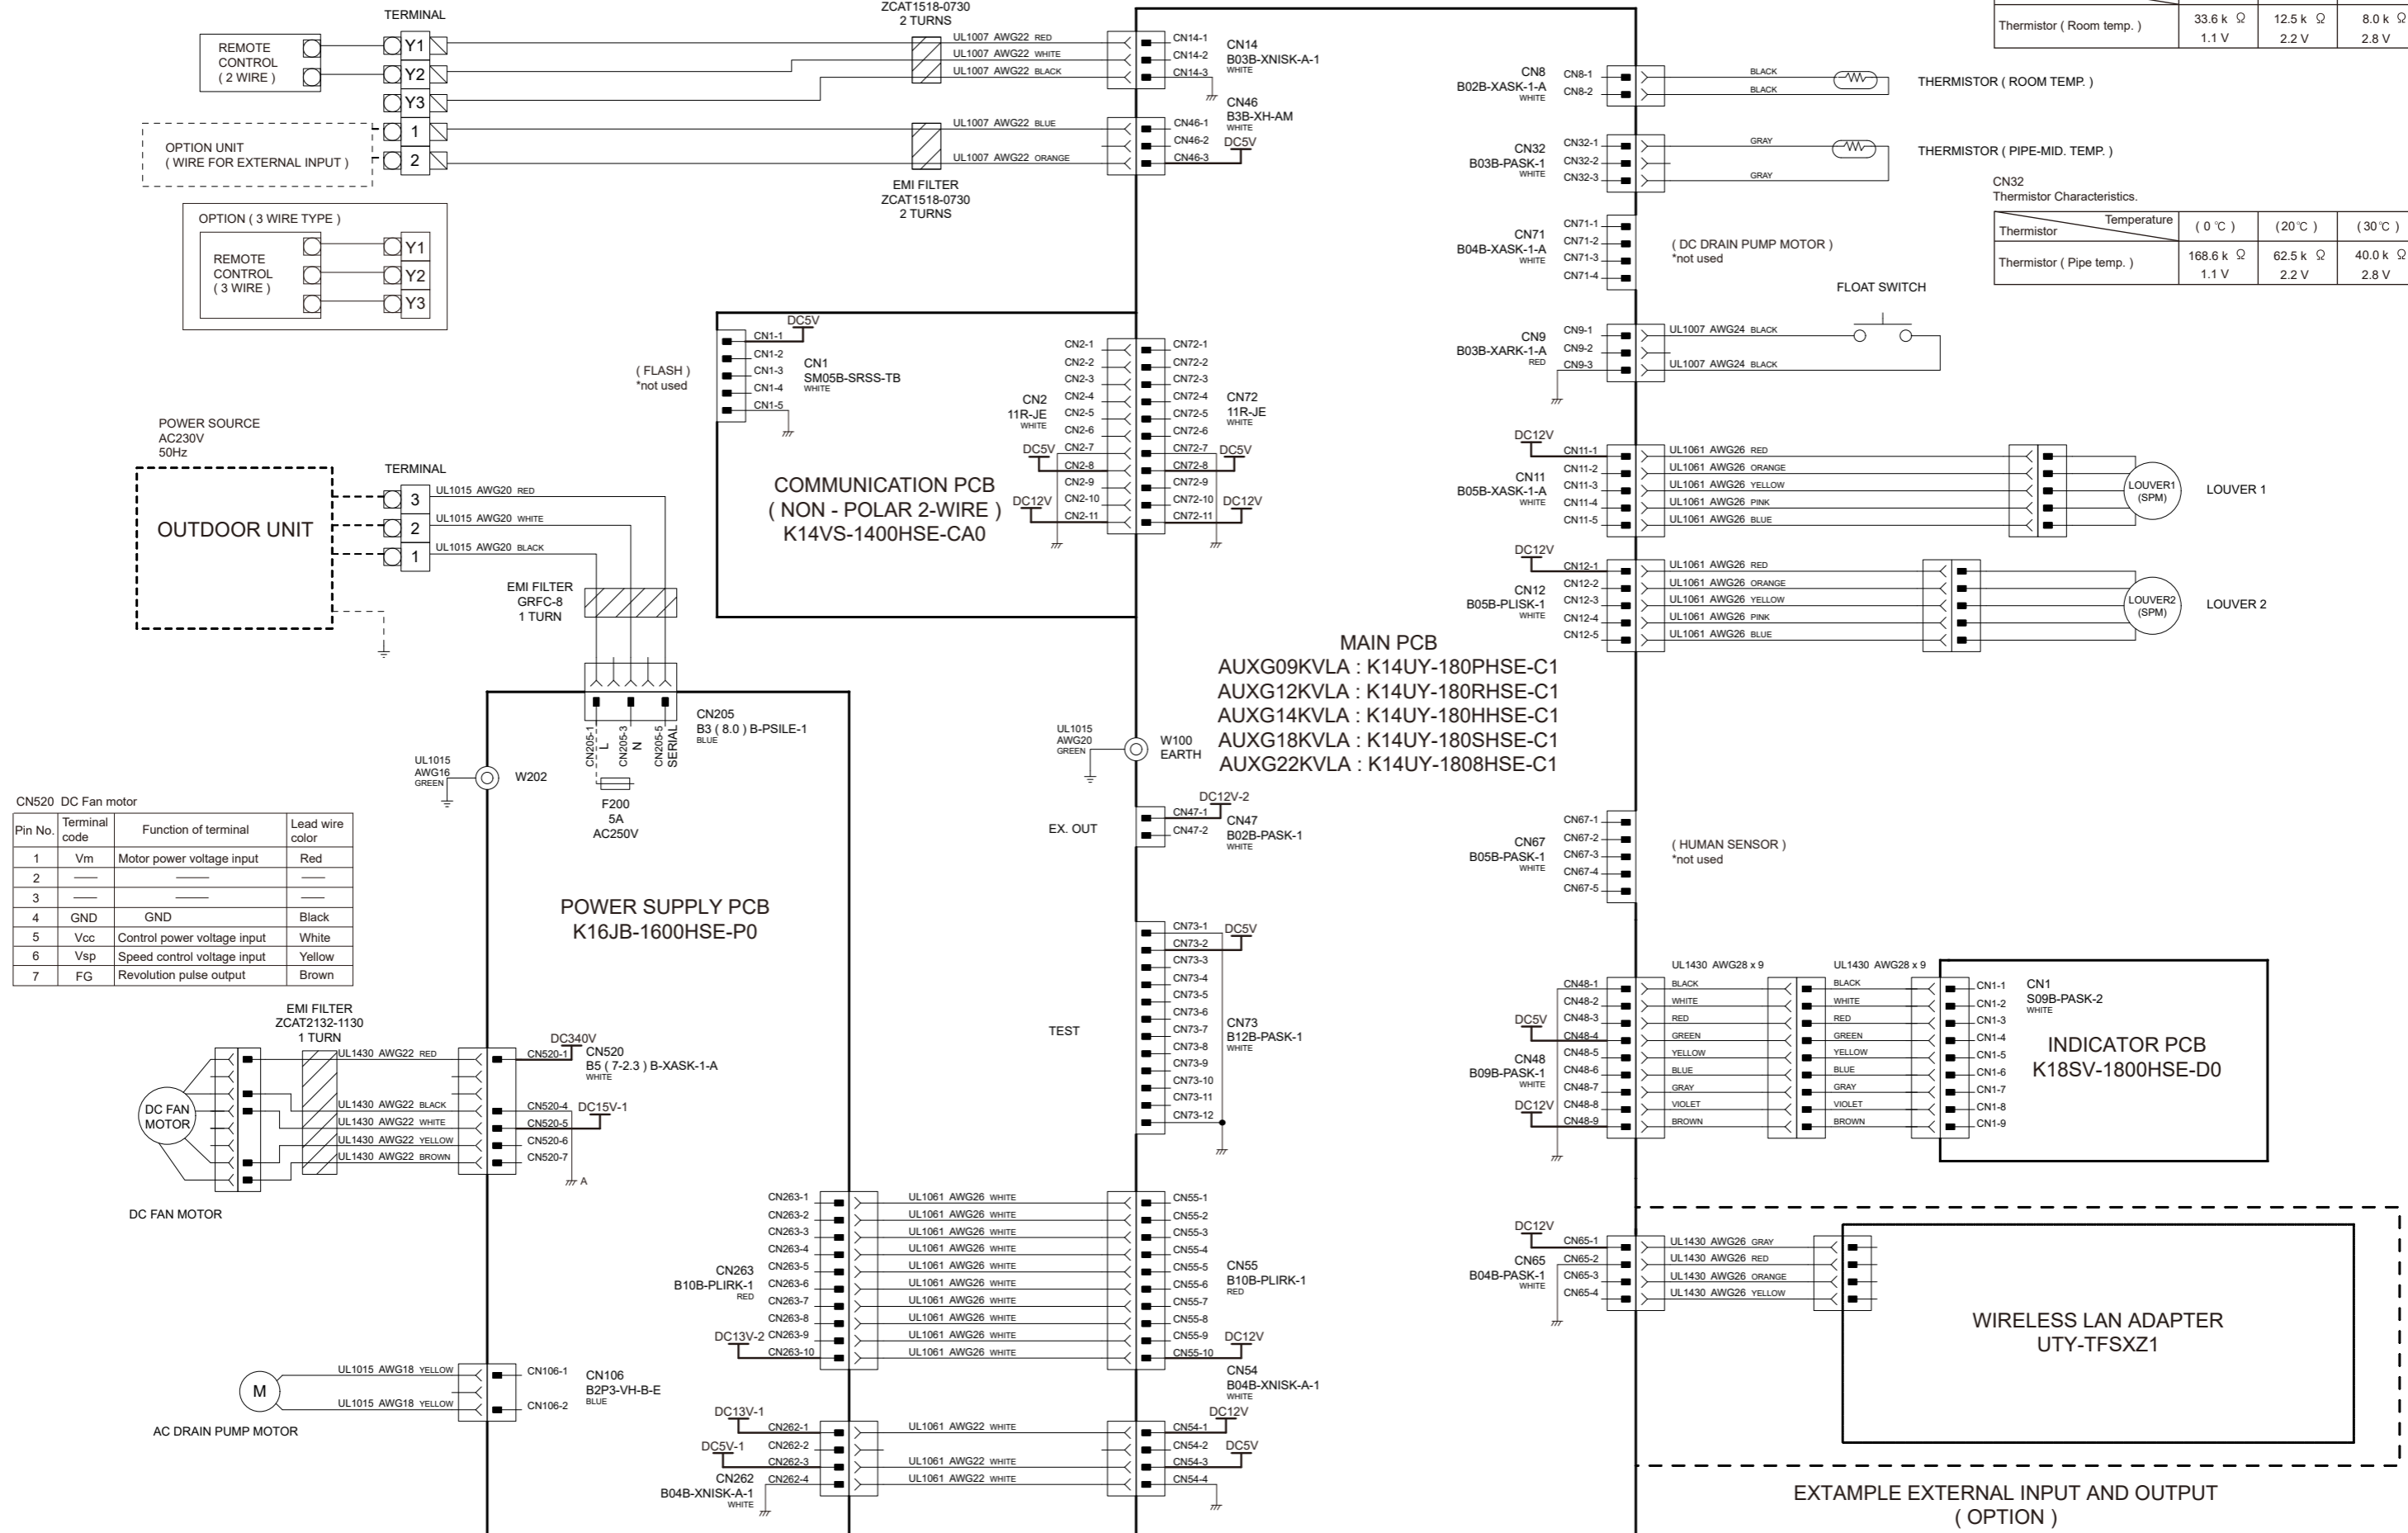 ZCAT1518-0730
2 TURNS
TERMINAL
REMOTE
CONTROL
( 2 WIRE )
Y1
Y2
Y3
1
2
OPTION UNIT
( WIRE FOR EXTERNAL INPUT )
UL1007 AWG22 RED
UL1007 AWG22 WHITE
UL1007 AWG22 BLACK
UL1007 AWG22 BLUE
UL1007 AWG22 ORANGE
EMI FILTER
ZCAT1518-0730
2 TURNS
CN14-1
CN14-2
CN14-3
CN14
B03B-XNISK-A-1
WHITE
CN46
B3B-XH-AM
WHITE
CN46-1
CN46-2
CN46-3
DC5V
OPTION ( 3 WIRE TYPE )
REMOTE
CONTROL
( 3 WIRE )
Y1
Y2
Y3
Thermistor ( Room temp. )
33.6 k Ω
12.5 k Ω
8.0 k Ω
1.1 V
2.2 V
2.8 V
CN8
B02B-XASK-1-A
WHITE
CN8-1
CN8-2
BLACK
BLACK
THERMISTOR ( ROOM TEMP. )
CN32
B03B-PASK-1
WHITE
CN32-1
CN32-2
CN32-3
GRAY
GRAY
THERMISTOR ( PIPE-MID. TEMP. )
CN32
Thermistor Characteristics.
Temperature
Thermistor
( 0 ℃ )
(20℃ )
(30℃ )
Thermistor ( Pipe temp. )
168.6 k Ω
62.5 k Ω
40.0 k Ω
1.1 V
2.2 V
2.8 V
CN71
B04B-XASK-1-A
WHITE
CN71-1
CN71-2
CN71-3
CN71-4
( DC DRAIN PUMP MOTOR )
*not used
FLOAT SWITCH
CN9
B03B-XARK-1-A
RED
CN9-1
CN9-2
CN9-3
UL1007 AWG24 BLACK
UL1007 AWG24 BLACK
( FLASH )
*not used
DC5V
CN1-1
CN1-2
CN1-3
CN1-4
CN1-5
CN1
SM05B-SRSS-TB
WHITE
CN2
11R-JE
WHITE
CN2-1
CN2-2
CN2-3
CN2-4
CN2-5
CN2-6
CN2-7
CN2-8
CN2-9
CN2-10
CN2-11
DC5V
DC12V
CN72-1
CN72-2
CN72-3
CN72-4
CN72-5
CN72-6
CN72-7
CN72-8
CN72-9
CN72-10
CN72-11
CN72
11R-JE
WHITE
DC5V
DC12V
COMMUNICATION PCB
( NON - POLAR 2-WIRE )
K14VS-1400HSE-CA0
POWER SOURCE
AC230V
50Hz
OUTDOOR UNIT
TERMINAL
3
2
1
UL1015 AWG20 RED
UL1015 AWG20 WHITE
UL1015 AWG20 BLACK
EMI FILTER
GRFC-8
1 TURN
CN205
B3 ( 8.0 ) B-PSILE-1
BLUE
CN205-1
L
CN205-3
N
CN205-5
SERIAL
F200
5A
AC250V
UL1015
AWG16
GREEN
W202
DC12V
CN11-1
CN11-2
CN11-3
CN11-4
CN11-5
CN11
B05B-XASK-1-A
WHITE
UL1061 AWG26 RED
UL1061 AWG26 ORANGE
UL1061 AWG26 YELLOW
UL1061 AWG26 PINK
UL1061 AWG26 BLUE
LOUVER1
(SPM)
LOUVER 1
DC12V
CN12-1
CN12-2
CN12-3
CN12-4
CN12-5
CN12
B05B-PLISK-1
WHITE
UL1061 AWG26 RED
UL1061 AWG26 ORANGE
UL1061 AWG26 YELLOW
UL1061 AWG26 PINK
UL1061 AWG26 BLUE
LOUVER2
(SPM)
LOUVER 2
MAIN PCB
AUXG09KVLA : K14UY-180PHSE-C1
AUXG12KVLA : K14UY-180RHSE-C1
AUXG14KVLA : K14UY-180HHSE-C1
AUXG18KVLA : K14UY-180SHSE-C1
AUXG22KVLA : K14UY-1808HSE-C1
UL1015
AWG20
GREEN
W100
EARTH
EX. OUT
DC12V-2
CN47-1
CN47-2
CN47
B02B-PASK-1
WHITE
CN67
B05B-PASK-1
WHITE
CN67-1
CN67-2
CN67-3
CN67-4
CN67-5
( HUMAN SENSOR )
*not used
CN520 DC Fan motor
Pin No.
Terminal code
Function of terminal
Lead wire color
1 Vm Motor power voltage input Red
2 —— —— ——
3 —— —— ——
4 GND GND Black
5 Vcc Control power voltage input White
6 Vsp Speed control voltage input Yellow
7 FG Revolution pulse output Brown
POWER SUPPLY PCB
K16JB-1600HSE-P0
EMI FILTER
ZCAT2132-1130
1 TURN
DC FAN
MOTOR
DC FAN MOTOR
UL1430 AWG22 RED
UL1430 AWG22 BLACK
UL1430 AWG22 WHITE
UL1430 AWG22 YELLOW
UL1430 AWG22 BROWN
DC340V
CN520-1
CN520
B5 ( 7-2.3 ) B-XASK-1-A
WHITE
CN520-4
DC15V-1
CN520-5
CN520-6
CN520-7
A
TEST
CN73-1
CN73-2
CN73-3
CN73-4
CN73-5
CN73-6
CN73-7
CN73-8
CN73-9
CN73-10
CN73-11
CN73-12
DC5V
CN73
B12B-PASK-1
WHITE
UL1430 AWG28 x 9
UL1430 AWG28 x 9
CN48-1
CN48-2
CN48-3
CN48-4
CN48-5
CN48-6
CN48-7
CN48-8
CN48-9
DC5V
CN48
B09B-PASK-1
WHITE
DC12V
BLACK
WHITE
RED
GREEN
YELLOW
BLUE
GRAY
VIOLET
BROWN
BLACK
WHITE
RED
GREEN
YELLOW
BLUE
GRAY
VIOLET
BROWN
CN1-1
CN1-2
CN1-3
CN1-4
CN1-5
CN1-6
CN1-7
CN1-8
CN1-9
CN1
S09B-PASK-2
WHITE
INDICATOR PCB
K18SV-1800HSE-D0
CN263-1
CN263-2
CN263-3
CN263-4
CN263-5
CN263-6
CN263-7
CN263-8
CN263-9
CN263-10
CN263
B10B-PLIRK-1
RED
DC13V-2
UL1061 AWG26 WHITE
UL1061 AWG26 WHITE
UL1061 AWG26 WHITE
UL1061 AWG26 WHITE
UL1061 AWG26 WHITE
UL1061 AWG26 WHITE
UL1061 AWG26 WHITE
UL1061 AWG26 WHITE
UL1061 AWG26 WHITE
UL1061 AWG26 WHITE
CN55-1
CN55-2
CN55-3
CN55-4
CN55-5
CN55-6
CN55-7
CN55-8
CN55-9
CN55-10
CN55
B10B-PLIRK-1
RED
DC12V
DC12V
CN65-1
CN65-2
CN65-3
CN65-4
CN65
B04B-PASK-1
WHITE
UL1430 AWG26 GRAY
UL1430 AWG26 RED
UL1430 AWG26 ORANGE
UL1430 AWG26 YELLOW
WIRELESS LAN ADAPTER
UTY-TFSXZ1
M
AC DRAIN PUMP MOTOR
UL1015 AWG18 YELLOW
UL1015 AWG18 YELLOW
CN106-1
CN106-2
CN106
B2P3-VH-B-E
BLUE
DC13V-1
CN262-1
CN262-2
CN262-3
CN262-4
DC5V-1
CN262
B04B-XNISK-A-1
WHITE
UL1061 AWG22 WHITE
UL1061 AWG22 WHITE
UL1061 AWG22 WHITE
CN54
B04B-XNISK-A-1
WHITE
DC12V
CN54-1
CN54-2
CN54-3
CN54-4
DC5V
EXTAMPLE EXTERNAL INPUT AND OUTPUT
( OPTION )